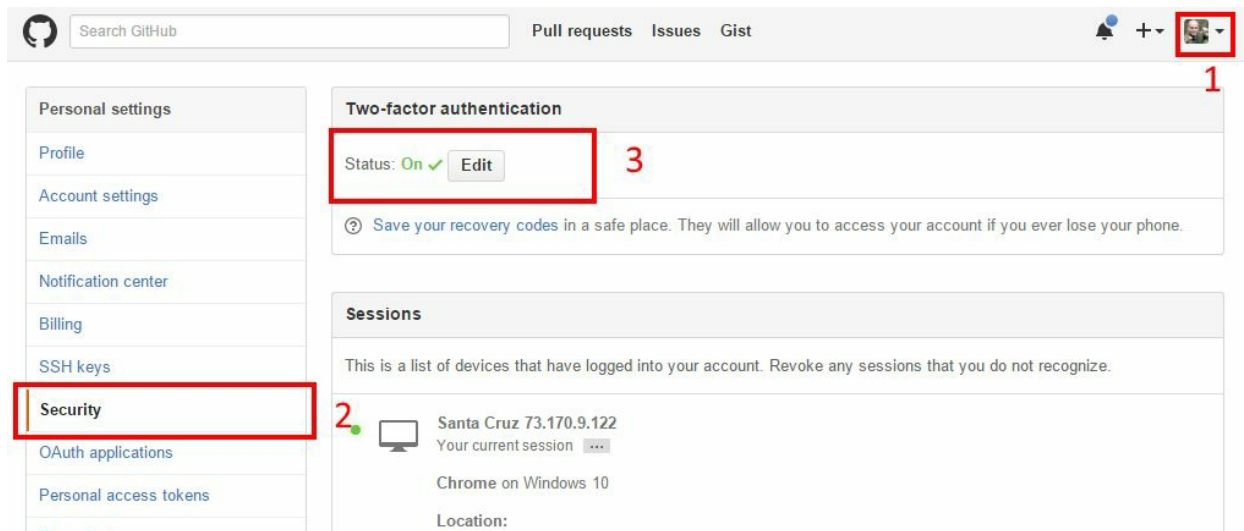 Search GitHub
Pull requests Issues Gist
1
Personal settings
Profile
Account settings
Emails
Notification center
Billing
SSH keys
Security
OAuth applications
Personal access tokens
Two-factor authentication
Status: On ✓ Edit
3
Save your recovery codes in a safe place. They will allow you to access your account if you ever lose your phone.
Sessions
This is a list of devices that have logged into your account. Revoke any sessions that you do not recognize.
2
Santa Cruz 73.170.9.122
Your current session ...
Chrome on Windows 10
Location: